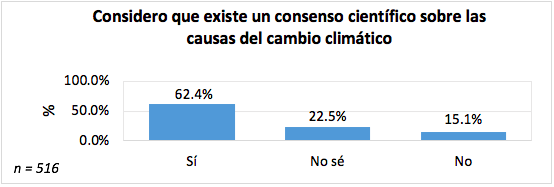 Considero que existe un consenso científico sobre las
causas del cambio climático
100.0%
50.0%
0.0%
%
62.4%
22.5%
15.1%
Sí
No sé
No
n = 516